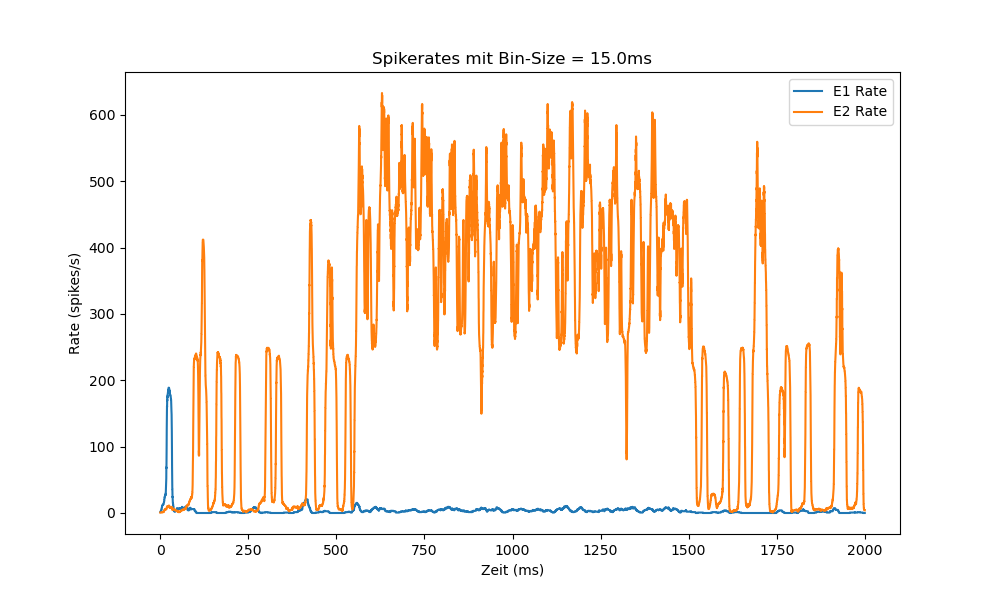 Spikerates mit Bin-Size = 15.0ms
E1 Rate
E2 Rate
Rate (spikes/s)
600
500
400
300
200
100
0
0 250 500 750 1000 1250 1500 1750 2000
Zeit (ms)